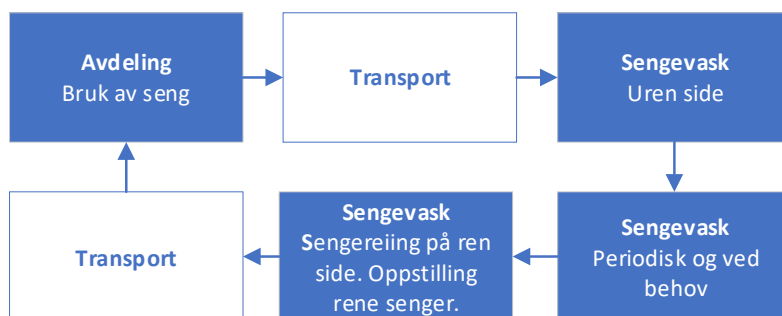 Avdeling
Bruk av seng
Transport
Sengevask
Uren side
Transport
Sengevask
Sengereiing på ren
side. Oppstilling
rene senger.
Sengevask
Periodisk og ved
behov